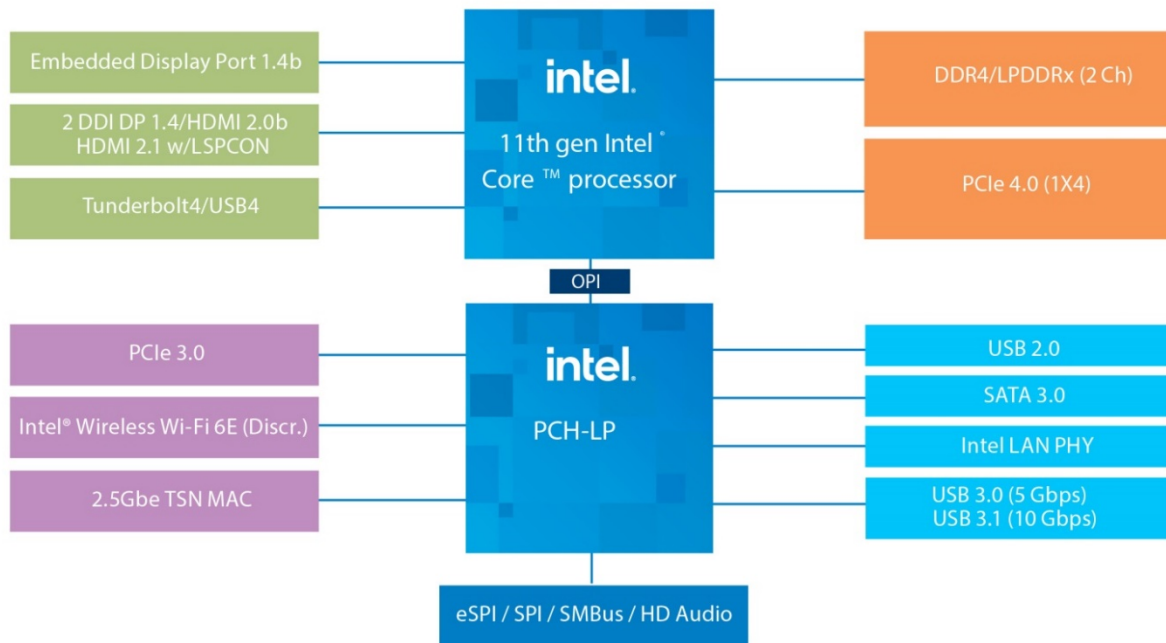 Embedded Display Port 1.4b
2 DDI DP 1.4/HDMI 2.0b
HDMI 2.1 w/LSPCON
Tunderbolt4/USB4
intel.
11th gen Intel®
Core ™ processor
DDR4/LPDDRx (2 Ch)
PCIe 4.0 (1X4)
OPI
PCIe 3.0
Intel® Wireless Wi-Fi 6E (Discr.)
2.5Gbe TSN MAC
intel.
PCH-LP
USB 2.0
SATA 3.0
Intel LAN PHY
USB 3.0 (5 Gbps)
USB 3.1 (10 Gbps)
eSPI / SPI / SMBus / HD Audio